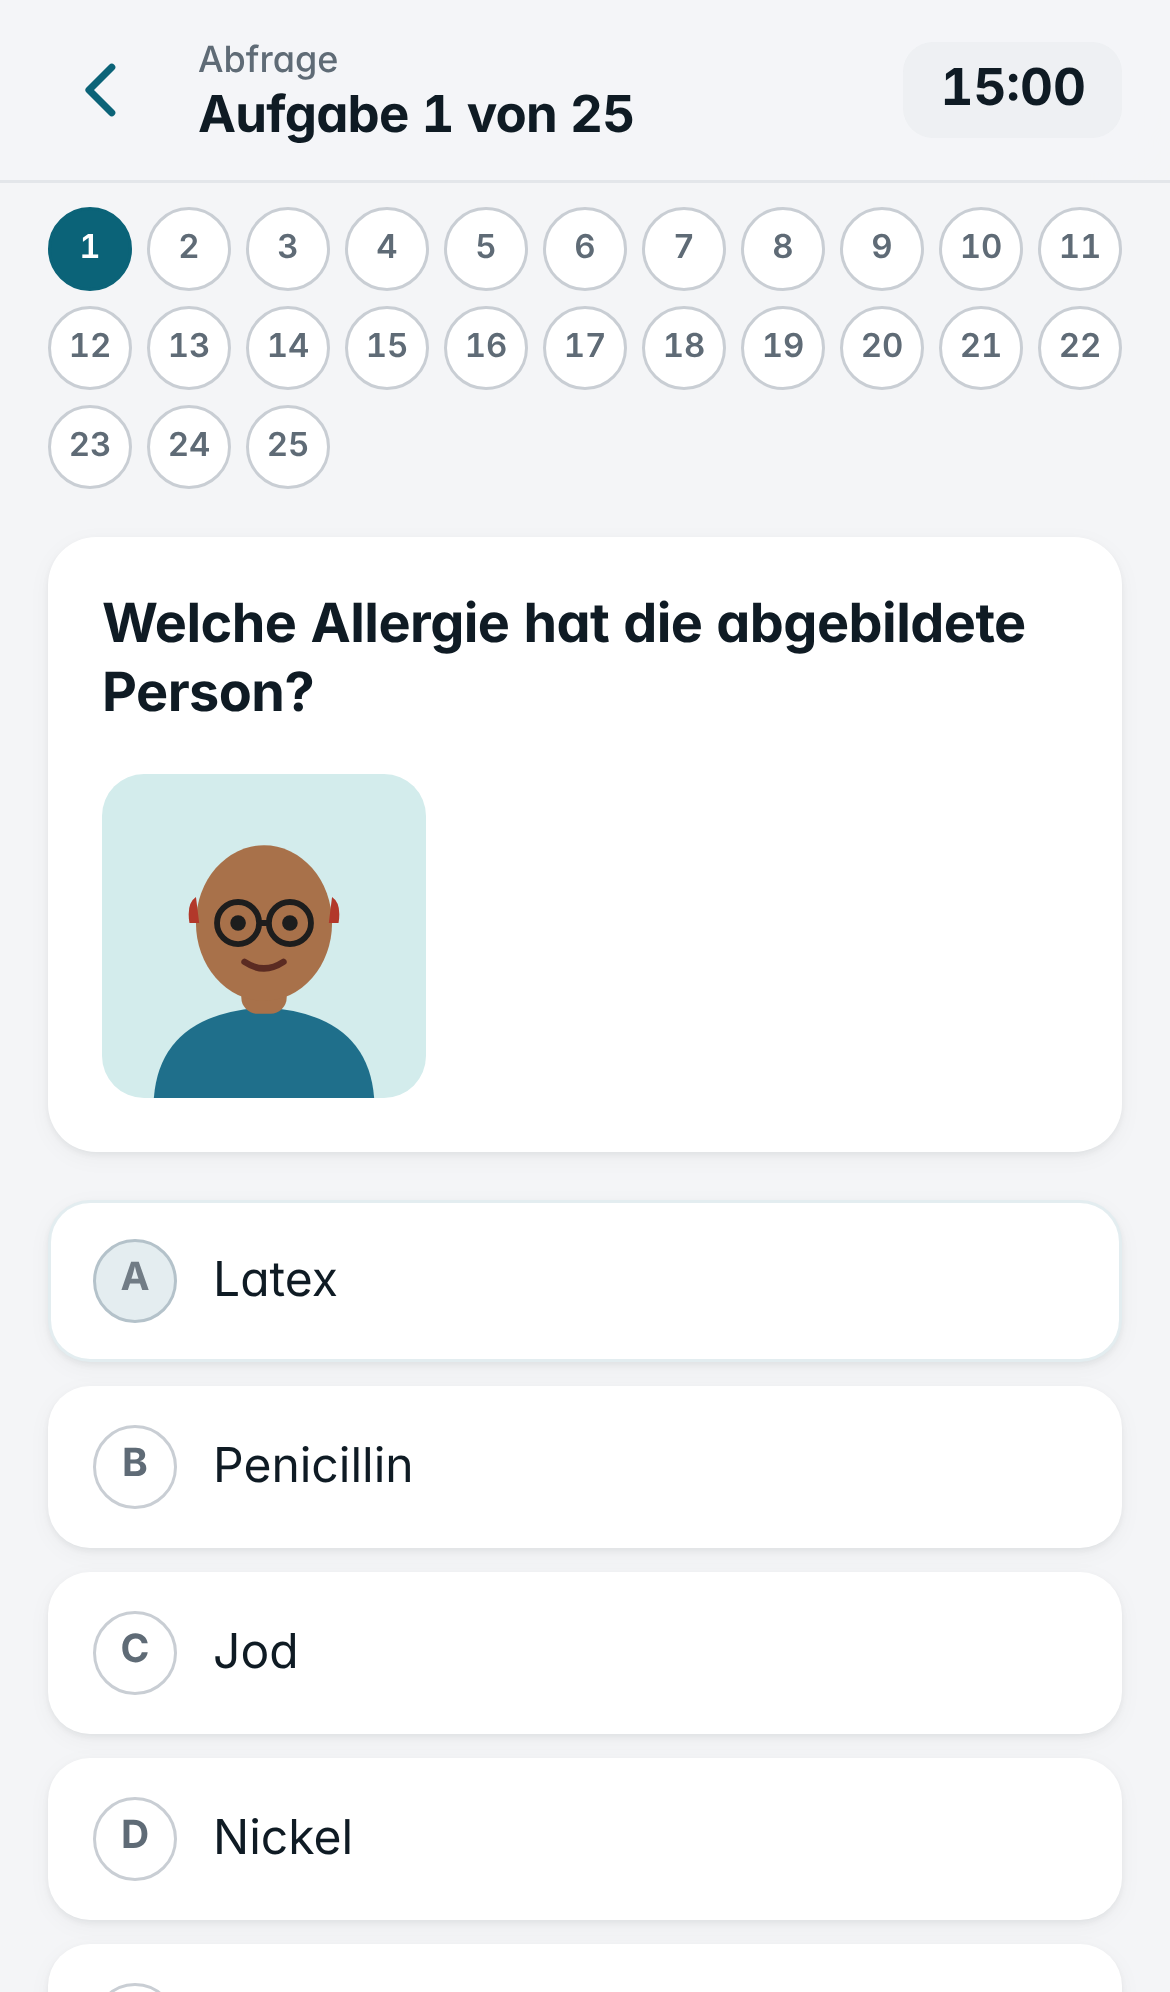 Abfrage
Aufgabe 1 von 25
15:00
1 2 3 4 5 6 7 8 9 10 11
12 13 14 15 16 17 18 19 20 21 22
23 24 25
Welche Allergie hat die abgebildete
Person?
A Latex
B Penicillin
C Jod
D Nickel